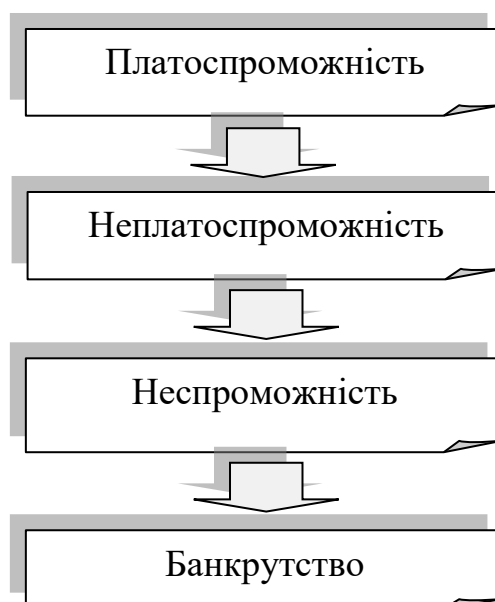 Платоспроможність
Неплатоспроможність
Неспроможність
Банкрутство